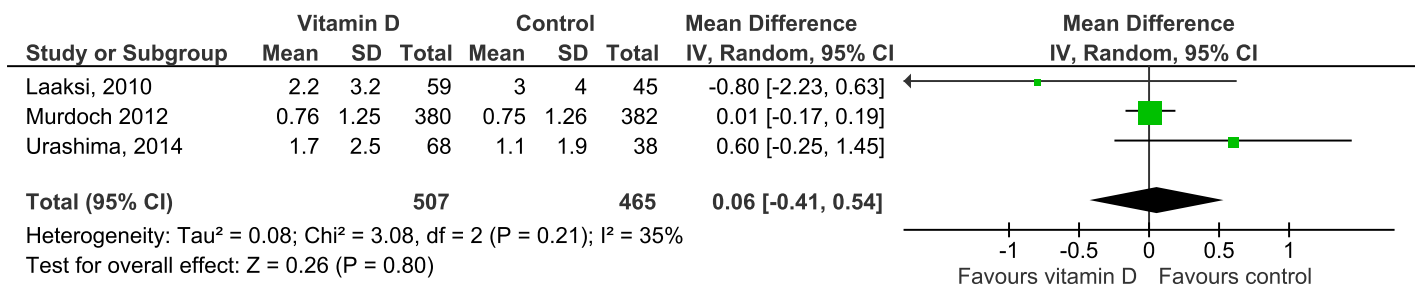 Vitamin D Control Mean Difference Mean Difference
Study or Subgroup Mean SD Total Mean SD Total IV, Random, 95% CI IV, Random, 95% CI
Laaksi, 2010 2.2 3.2 59 3 4 45 -0.80 [-2.23, 0.63]
Murdoch 2012 0.76 1.25 380 0.75 1.26 382 0.01 [-0.17, 0.19]
Urashima, 2014 1.7 2.5 68 1.1 1.9 38 0.60 [-0.25, 1.45]
Total (95% CI) 507 465 0.06 [-0.41, 0.54]
Heterogeneity: Tau² = 0.08; Chi² = 3.08, df = 2 (P = 0.21); I² = 35%
Test for overall effect: Z = 0.26 (P = 0.80)
-1 -0.5 0 0.5 1
Favours vitamin D Favours control